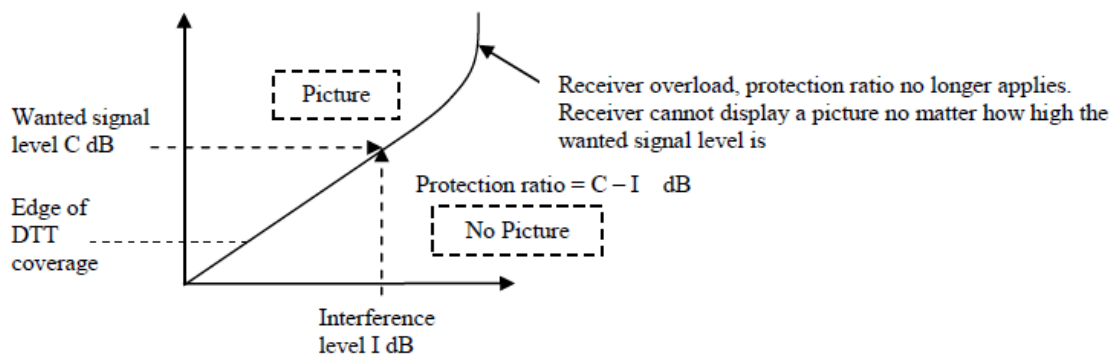 Picture
Receiver overload, protection ratio no longer applies.
Receiver cannot display a picture no matter how high the
wanted signal level is
Wanted signal
level C dB
Protection ratio = C – I dB
Edge of
DTT
coverage
No Picture
Interference
level I dB